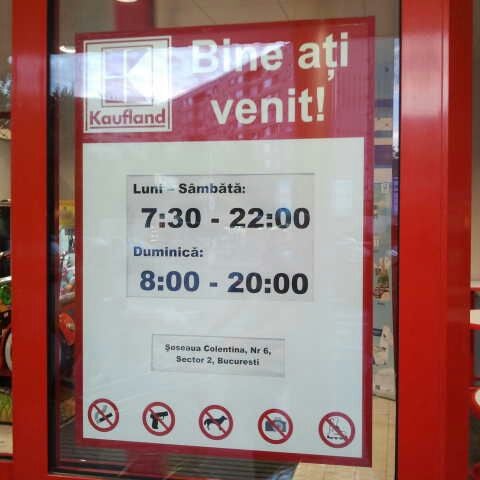 Kaufland
Bine ați
venit!
Luni – Sâmbătă:
7:30 - 22:00
Duminică:
8:00 - 20:00
Șoseaua Colentina, Nr 6,
Sector 2, Bucuresti